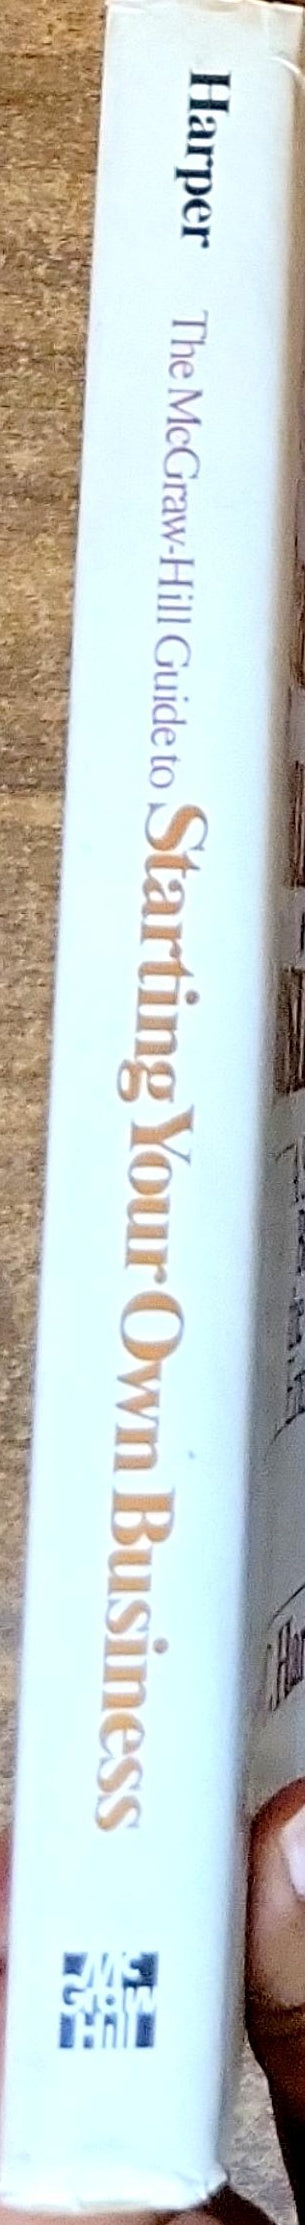 Harper The McGraw-Hill Guide to Starting Your Own Business